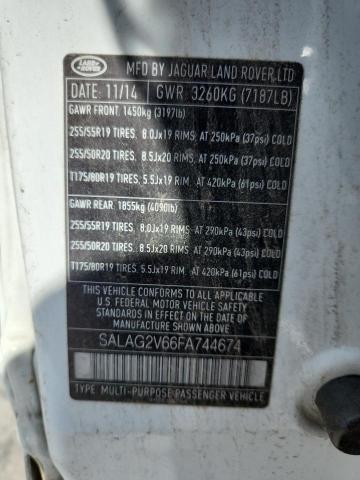 LAND ROVER
MFD BY JAGUAR LAND ROVER LTD
DATE: 11/14 GWR: 3260KG (7187LB)
GAWR FRONT: 1450kg (3197lb)
255/55R19 TIRES, 8.0Jx19 RIMS, AT 250kPa (37psi) COLD
255/50R20 TIRES, 8.5Jx20 RIMS, AT 250kPa (37psi) COLD
T175/80R19 TIRES, 5.5Jx19 RIM, AT 420kPa (61psi) COLD
GAWR REAR: 1855kg (4090lb)
255/55R19 TIRES, 8.0Jx19 RIMS, AT 290kPa (43psi) COLD
255/50R20 TIRES, 8.5Jx20 RIMS, AT 290kPa (43psi) COLD
T175/80R19 TIRES, 5.5Jx19 RIM, AT 420kPa (61psi) COLD
THIS VEHICLE CONFORMS TO ALL APPLICABLE
U.S. FEDERAL MOTOR VEHICLE SAFETY
STANDARDS IN EFFECT ON THE DATE OF
MANUFACTURE SHOWN ABOVE
SALAG2V66FA744674
TYPE: MULTI-PURPOSE PASSENGER VEHICLE